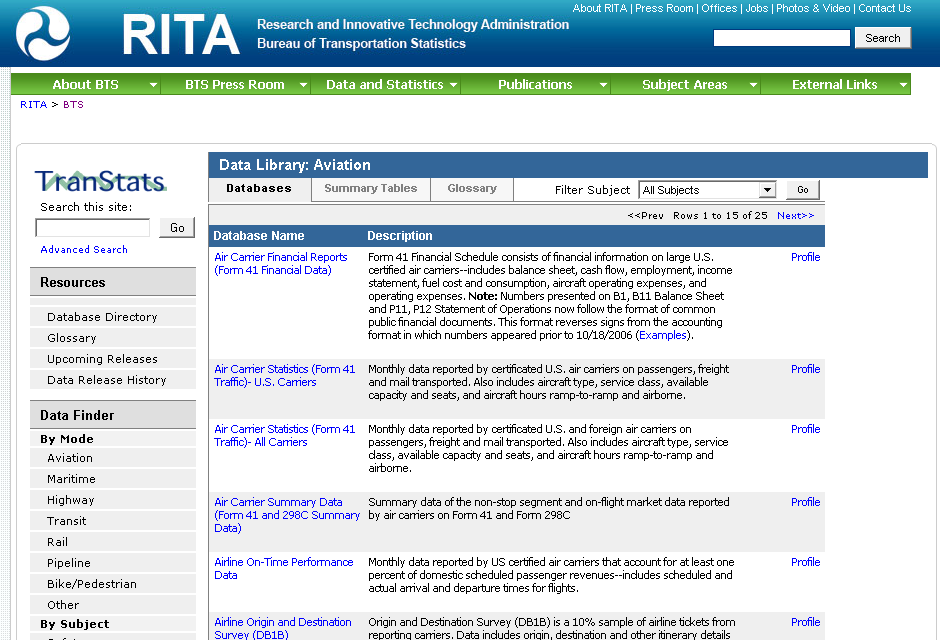 About RITA | Press Room | Offices | Jobs | Photos & Video | Contact Us
RITA
Research and Innovative Technology Administration
Bureau of Transportation Statistics
Search
About BTS
BTS Press Room
Data and Statistics
Publications
Subject Areas
External Links
RITA > BTS
TranStats
Search this site:
Go
Advanced Search
Resources
Database Directory
Glossary
Upcoming Releases
Data Release History
Data Finder
By Mode
Aviation
Maritime
Highway
Transit
Rail
Pipeline
Bike/Pedestrian
Other
By Subject
Data Library: Aviation
Databases
Summary Tables
Glossary
Filter Subject
All Subjects
Go
<<Prev Rows 1 to 15 of 25 Next>>
Database Name
Description
Air Carrier Financial Reports
(Form 41 Financial Data)
Form 41 Financial Schedule consists of financial information on large U.S.
certified air carriers--includes balance sheet, cash flow, employment, income
statement, fuel cost and consumption, aircraft operating expenses, and
operating expenses. Note: Numbers presented on B1, B11 Balance Sheet
and P11, P12 Statement of Operations now follow the format of common
public financial documents. This format reverses signs from the accounting
format in which numbers appeared prior to 10/18/2006 (Examples).
Profile
Air Carrier Statistics (Form 41
Traffic)- U.S. Carriers
Monthly data reported by certificated U.S. air carriers on passengers, freight
and mail transported. Also includes aircraft type, service class, available
capacity and seats, and aircraft hours ramp-to-ramp and airborne.
Profile
Air Carrier Statistics (Form 41
Traffic)- All Carriers
Monthly data reported by certificated U.S. and foreign air carriers on
passengers, freight and mail transported. Also includes aircraft type, service
class, available capacity and seats, and aircraft hours ramp-to-ramp and
airborne.
Profile
Air Carrier Summary Data
(Form 41 and 298C Summary
Data)
Summary data of the non-stop segment and on-flight market data reported
by air carriers on Form 41 and Form 298C
Profile
Airline On-Time Performance
Data
Monthly data reported by US certified air carriers that account for at least one
percent of domestic scheduled passenger revenues--includes scheduled and
actual arrival and departure times for flights.
Profile
Airline Origin and Destination
Survey (DB1B)
Origin and Destination Survey (DB1B) is a 10% sample of airline tickets from
reporting carriers. Data includes origin, destination and other itinerary details
Profile